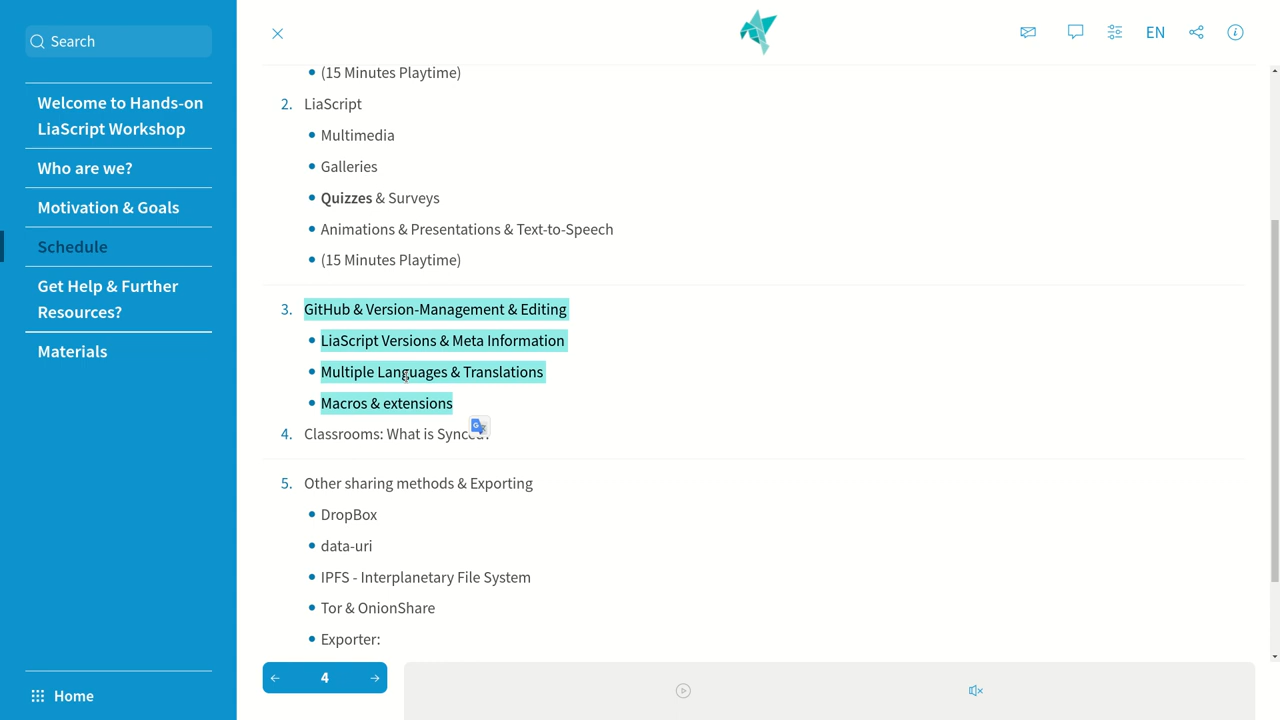 Search
Welcome to Hands-on
LiaScript Workshop
Who are we?
Motivation & Goals
Schedule
Get Help & Further
Resources?
Materials
Home
EN
• (15 Minutes Playtime)
2. LiaScript
• Multimedia
• Galleries
• Quizzes & Surveys
• Animations & Presentations & Text-to-Speech
• (15 Minutes Playtime)
3. GitHub & Version-Management & Editing
• LiaScript Versions & Meta Information
• Multiple Languages & Translations
• Macros & extensions
4. Classrooms: What is Synced?
5. Other sharing methods & Exporting
• DropBox
• data-uri
• IPFS - Interplanetary File System
• Tor & OnionShare
• Exporter:
← 4 →